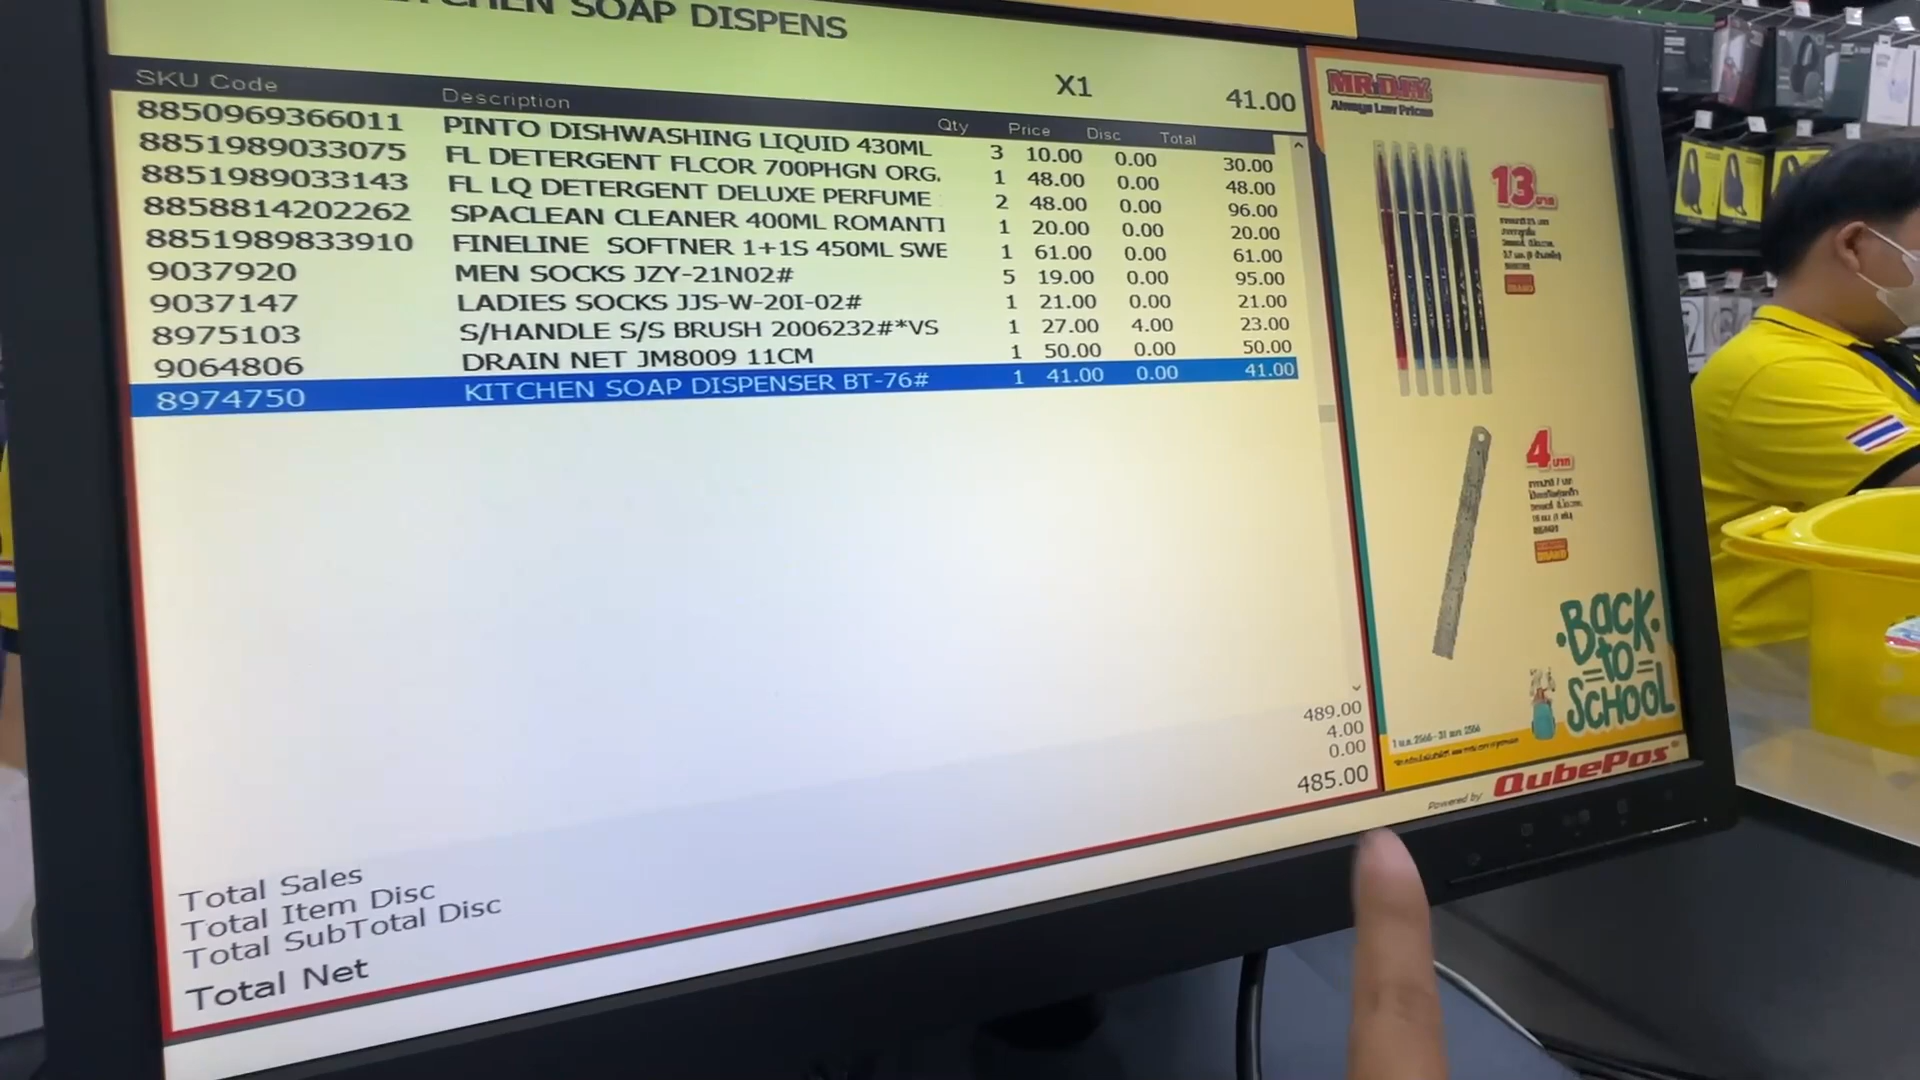 KITCHEN SOAP DISPENS
X1 41.00
SKU Code Description Qty Price Disc Total
8850969366011 PINTO DISHWASHING LIQUID 430ML 3 10.00 0.00 30.00
8851989033075 FL DETERGENT FLCOR 700PHGN ORG. 1 48.00 0.00 48.00
8851989033143 FL LQ DETERGENT DELUXE PERFUME 2 48.00 0.00 96.00
8858814202262 SPACLEAN CLEANER 400ML ROMANTI 1 20.00 0.00 20.00
8851989833910 FINELINE SOFTNER 1+1S 450ML SWE 1 61.00 0.00 61.00
9037920 MEN SOCKS JZY-21N02# 5 19.00 0.00 95.00
9037147 LADIES SOCKS JJS-W-20I-02# 1 21.00 0.00 21.00
8975103 S/HANDLE S/S BRUSH 2006232#*VS 1 27.00 4.00 23.00
9064806 DRAIN NET JM8009 11CM 1 50.00 0.00 50.00
8974750 KITCHEN SOAP DISPENSER BT-76# 1 41.00 0.00 41.00
Total Sales 489.00
Total Item Disc 4.00
Total SubTotal Disc 0.00
Total Net 485.00
MR.DIY
Always Low Prices
13 บาท
4 บาท
BACK
to
SCHOOL
Powered by: QubePos